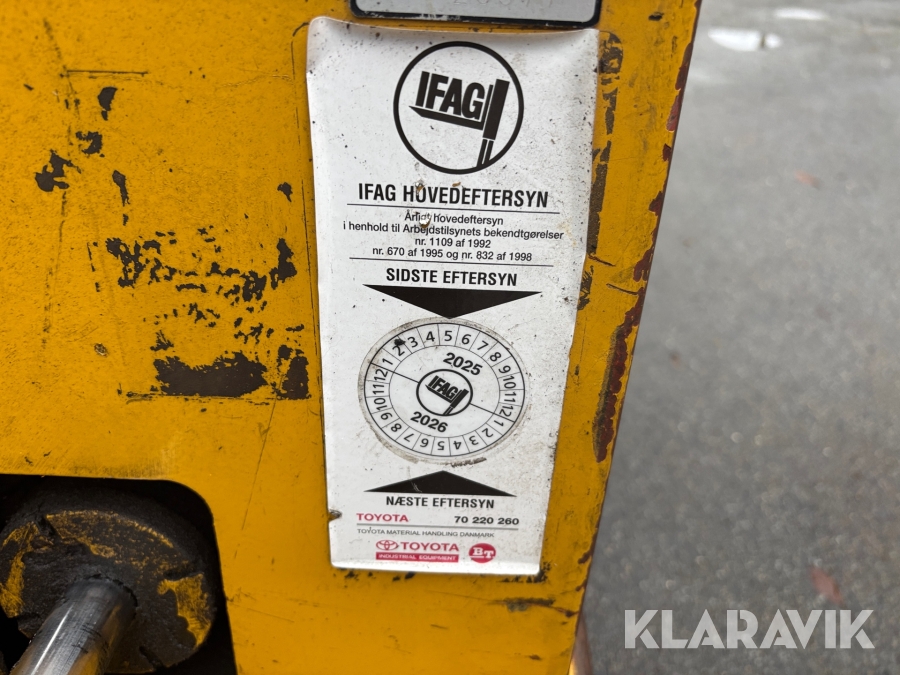 IFAG
IFAG HOVEDEFTERSYN
Årligt hovedeftersyn
i henhold til Arbejdstilsynets bekendtgørelser
nr. 1109 af 1992
nr. 670 af 1995 og nr. 832 af 1998
SIDSTE EFTERSYN
1 2 3 4 5 6 7 8 9 10 11 12
2025
IFAG
2026
1 2 3 4 5 6 7 8 9 10 11 12
NÆSTE EFTERSYN
TOYOTA 70 220 260
TOYOTA MATERIAL HANDLING DANMARK
TOYOTA BT
INDUSTRIAL EQUIPMENT
KLARAVIK